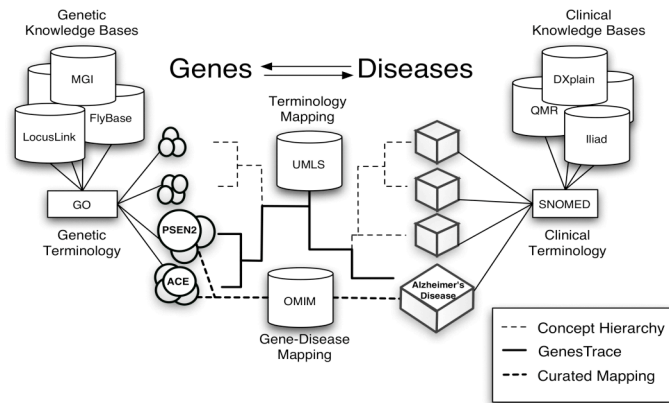 Genetic
Knowledge Bases
Clinical
Knowledge Bases
MGI
FlyBase
LocusLink
Genes
Diseases
DXplain
QMR
Iliad
Terminology
Mapping
UMLS
GO
Genetic
Terminology
SNOMED
Clinical
Terminology
PSEN2
ACE
OMIM
Gene-Disease
Mapping
Alzheimer's
Disease
Concept Hierarchy
GenesTrace
Curated Mapping